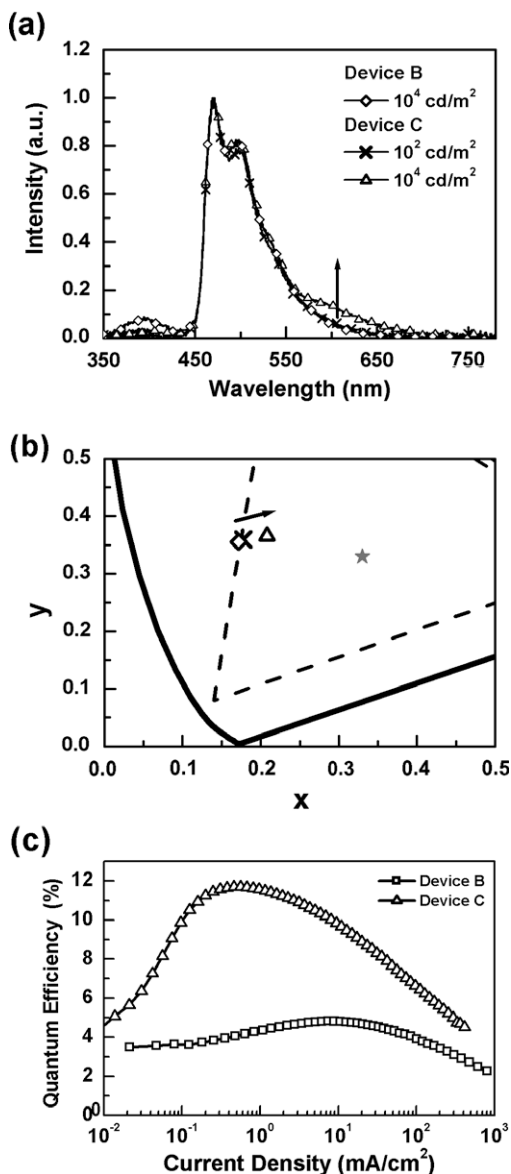 (a)
1.2
1.0
0.8
0.6
0.4
0.2
0.0
Intensity (a.u.)
Device B
10⁴ cd/m²
Device C
10² cd/m²
10⁴ cd/m²
350 450 550 650 750
Wavelength (nm)
(b)
0.5
0.4
0.3
0.2
0.1
0.0
y
0.0 0.1 0.2 0.3 0.4 0.5
x
(c)
12
10
8
6
4
2
0
Quantum Efficiency (%)
Device B
Device C
10⁻² 10⁻¹ 10⁰ 10¹ 10² 10³
Current Density (mA/cm²)